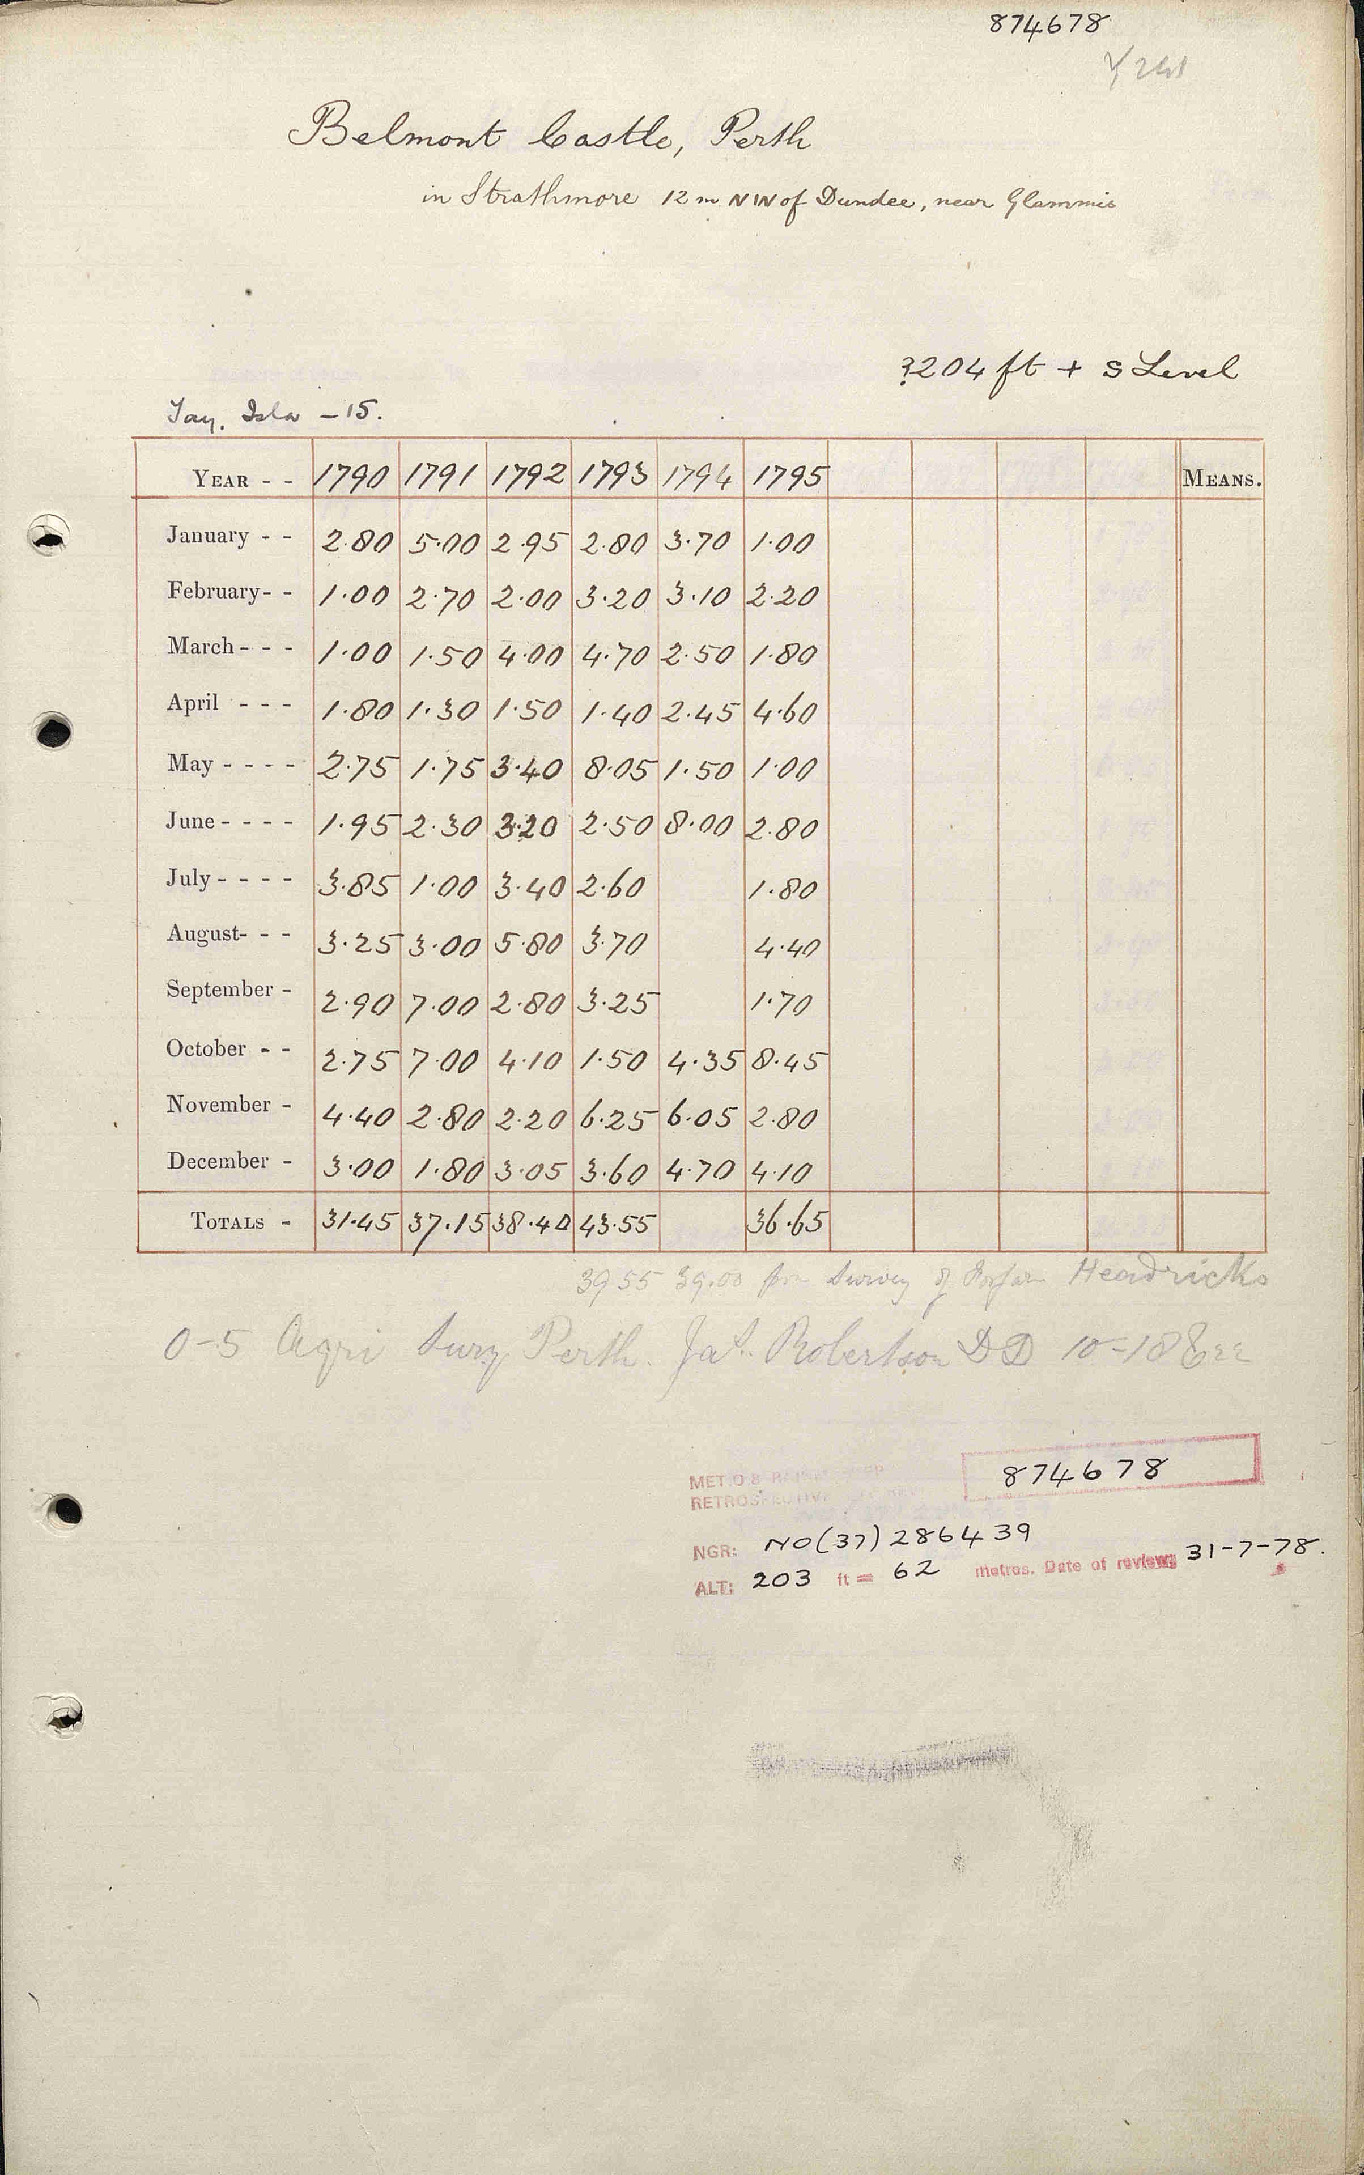 874678
Belmont Castle, Perth
in Strathmore 12 m NW of Dundee, near Glammis
?204 ft + S Level
Tay. Isla - 15.
YEAR - - 1790 1791 1792 1793 1794 1795 MEANS.
January - - 2.80 5.00 2.95 2.80 3.70 1.00
February - - 1.00 2.70 2.00 3.20 3.10 2.20
March - - - 1.00 1.50 4.00 4.70 2.50 1.80
April - - - 1.80 1.30 1.50 1.40 2.45 4.60
May - - - - 2.75 1.75 3.40 8.05 1.50 1.00
June - - - - 1.95 2.30 3.20 2.50 8.00 2.80
July - - - - 3.85 1.00 3.40 2.60 1.80
August - - - 3.25 3.00 5.80 3.70 4.40
September - 2.90 7.00 2.80 3.25 1.70
October - - 2.75 7.00 4.10 1.50 4.35 8.45
November - 4.40 2.80 2.20 6.25 6.05 2.80
December - 3.00 1.80 3.05 3.60 4.70 4.10
TOTALS - 31.45 37.15 38.40 43.55 36.65
39.55 39.00 Survey of Forfar Headricks
0-5 Agri Surv Perth. Jas. Robertson DD
MET.O.8
RETROSPECTIVE
874678
NGR: NO(37)286439
ALT: 203 ft = 62 metres. Date of review: 31-7-78.